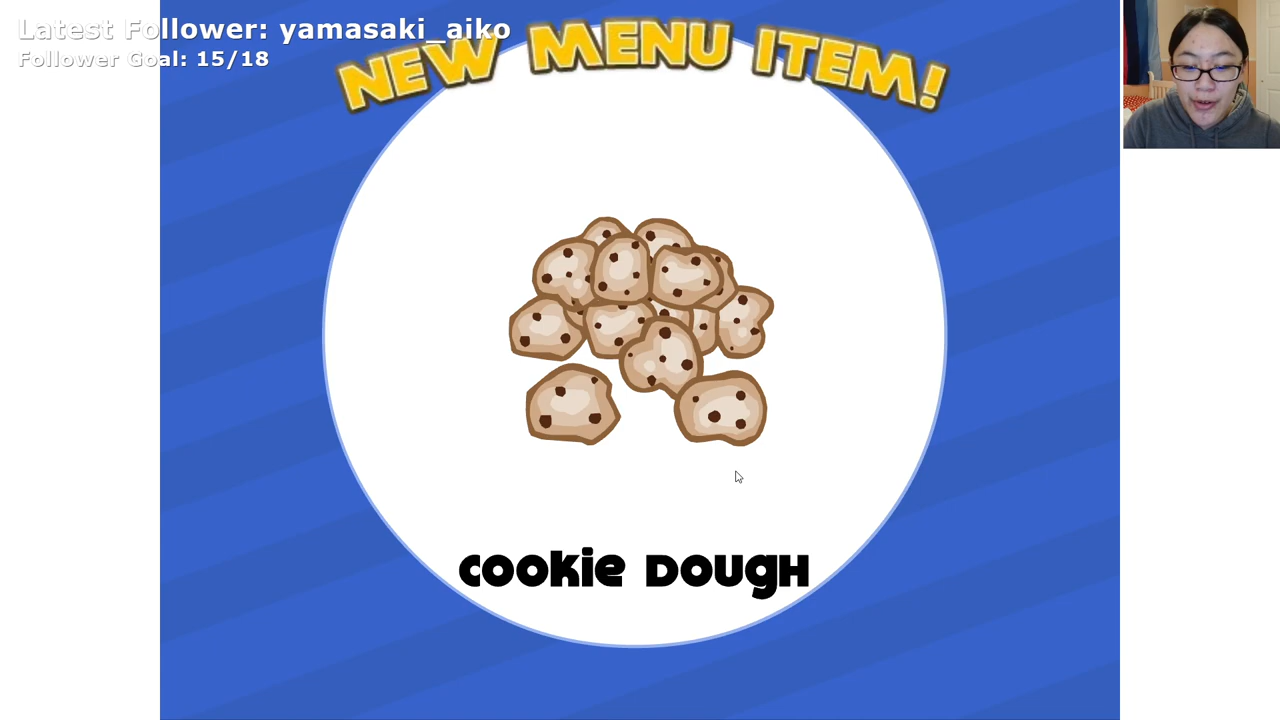 Latest Follower: yamasaki_aiko
Follower Goal: 15/18
NEW MENU ITEM!
COOKIE DOUGH